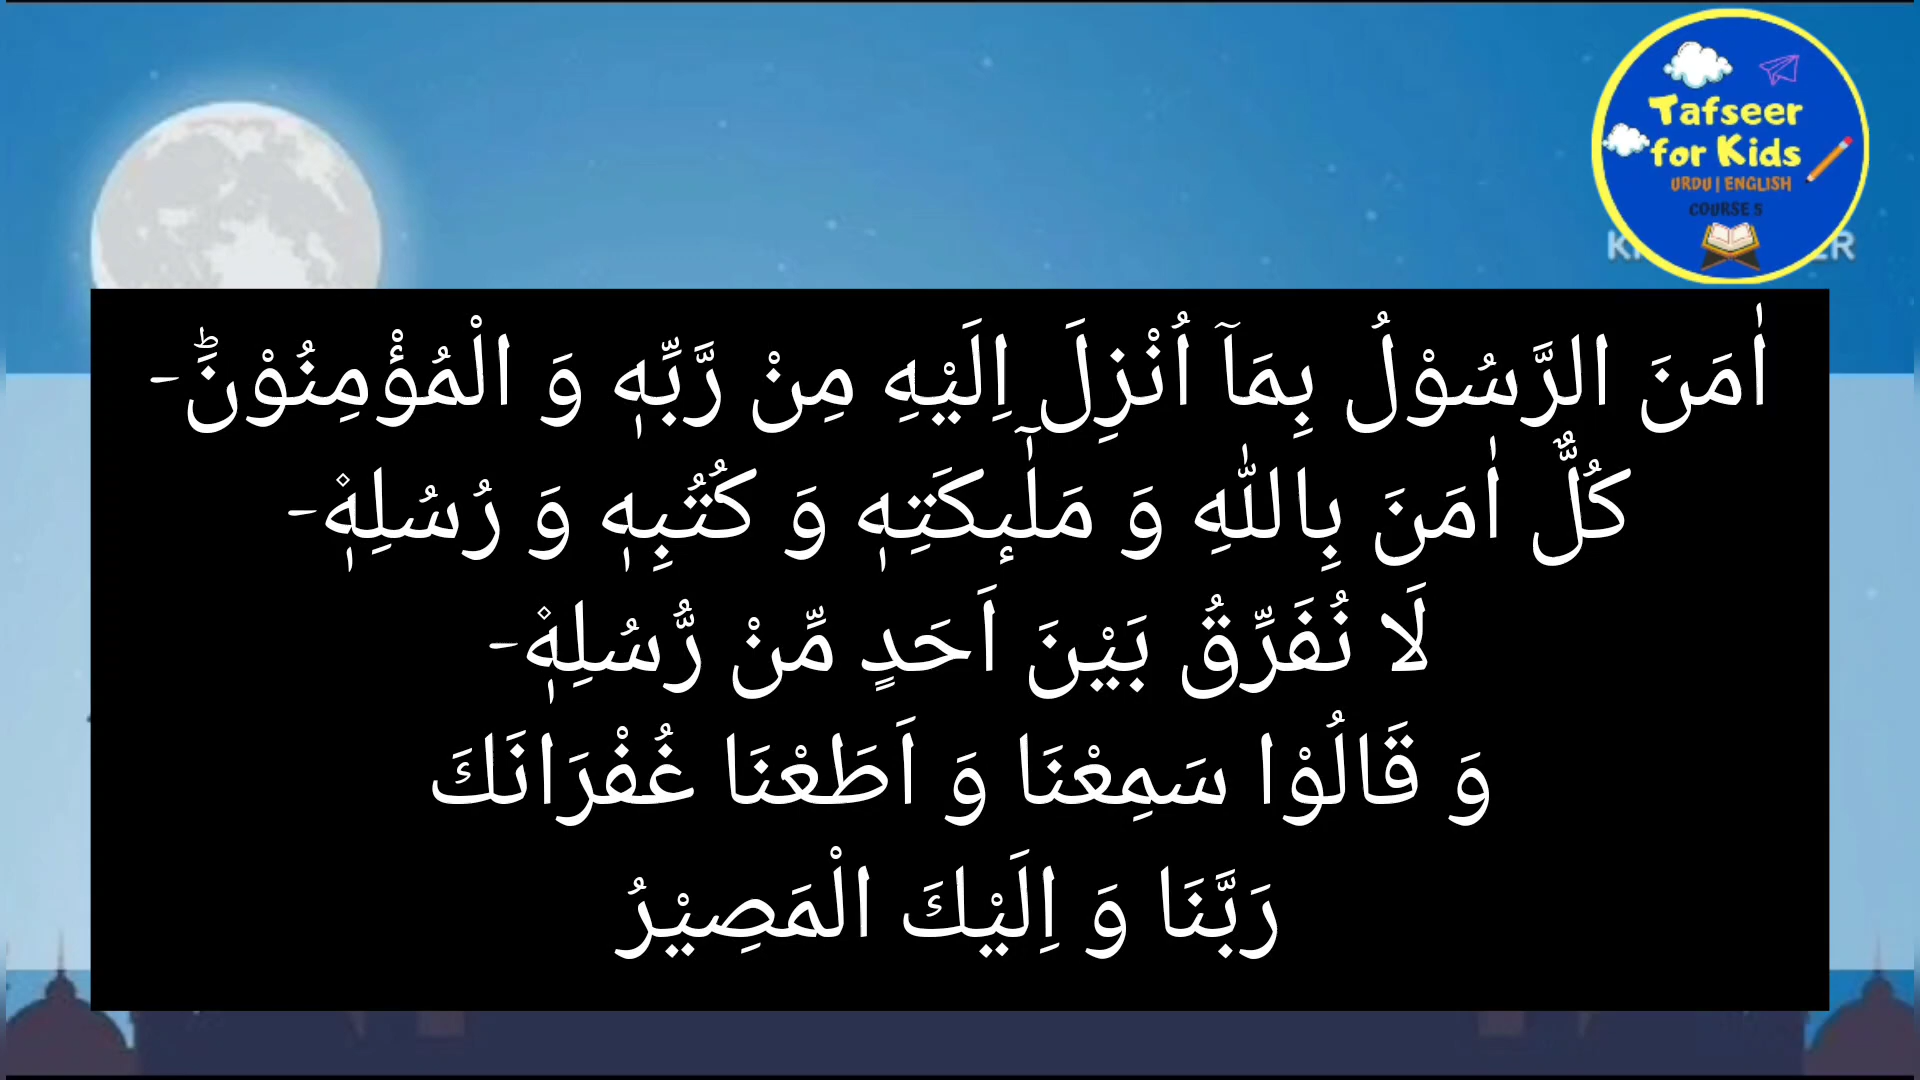 Tafseer
for Kids
URDU | ENGLISH
COURSE 5
اٰمَنَ الرَّسُوْلُ بِمَاۤ اُنْزِلَ اِلَیْهِ مِنْ رَّبِّهٖ وَ الْمُؤْمِنُوْنَؕ-
كُلٌّ اٰمَنَ بِاللّٰهِ وَ مَلٰٓىٕكَتِهٖ وَ كُتُبِهٖ وَ رُسُلِهٖ۫-
لَا نُفَرِّقُ بَیْنَ اَحَدٍ مِّنْ رُّسُلِهٖ۫-
وَ قَالُوْا سَمِعْنَا وَ اَطَعْنَا غُفْرَانَكَ
رَبَّنَا وَ اِلَیْكَ الْمَصِیْرُ